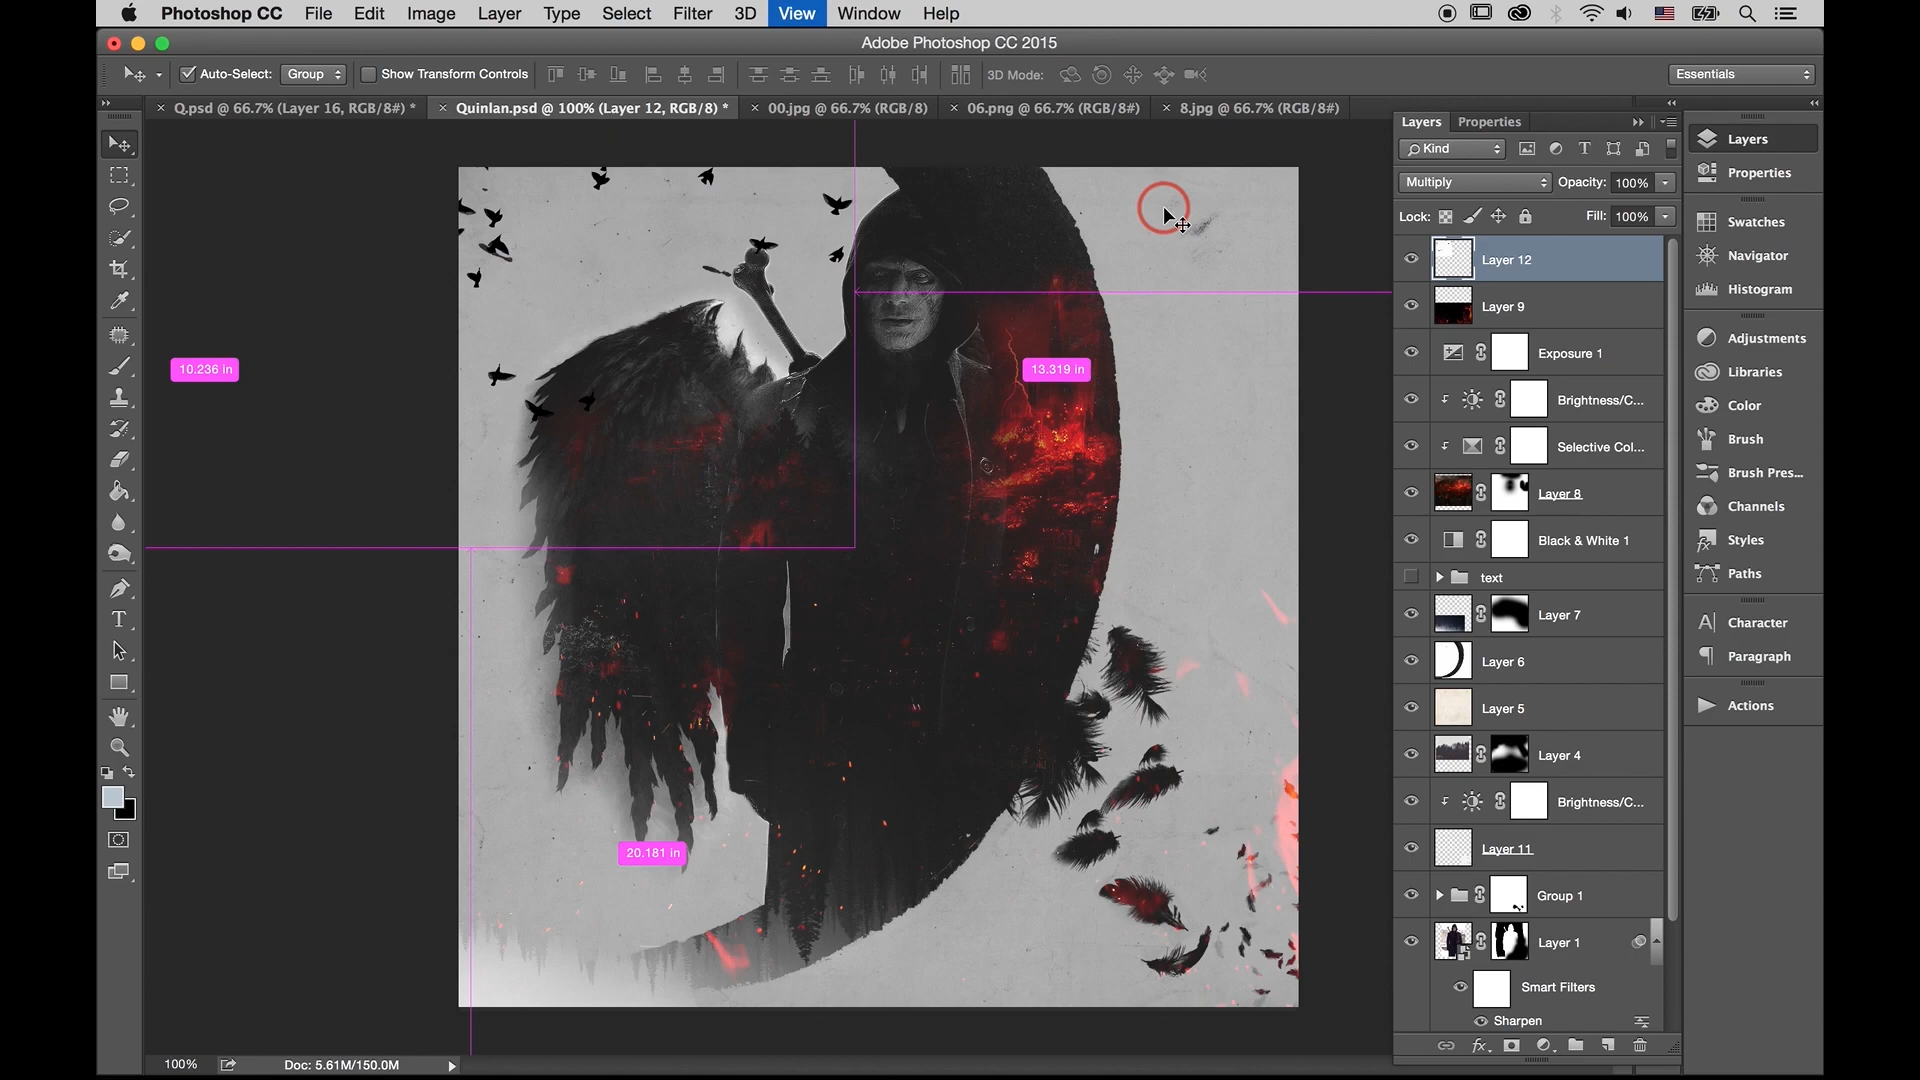 Photoshop CC File Edit Image Layer Type Select Filter 3D View Window Help
Adobe Photoshop CC 2015
Auto-Select: Group Show Transform Controls 3D Mode: Essentials
Q.psd @ 66.7% (Layer 16, RGB/8#) * Quinlan.psd @ 100% (Layer 12, RGB/8) * 00.jpg @ 66.7% (RGB/8) 06.png @ 66.7% (RGB/8#) 8.jpg @ 66.7% (RGB/8#)
Layers Properties
Kind
Multiply Opacity: 100%
Lock: Fill: 100%
Layer 12
Layer 9
Exposure 1
Brightness/C...
Selective Col...
Layer 8
Black & White 1
text
Layer 7
Layer 6
Layer 5
Layer 4
Brightness/C...
Layer 11
Group 1
Layer 1
Smart Filters
Sharpen
Layers
Properties
Swatches
Navigator
Histogram
Adjustments
Libraries
Color
Brush
Brush Pres...
Channels
Styles
Paths
Character
Paragraph
Actions
10.236 in
13.319 in
20.181 in
100% Doc: 5.61M/150.0M